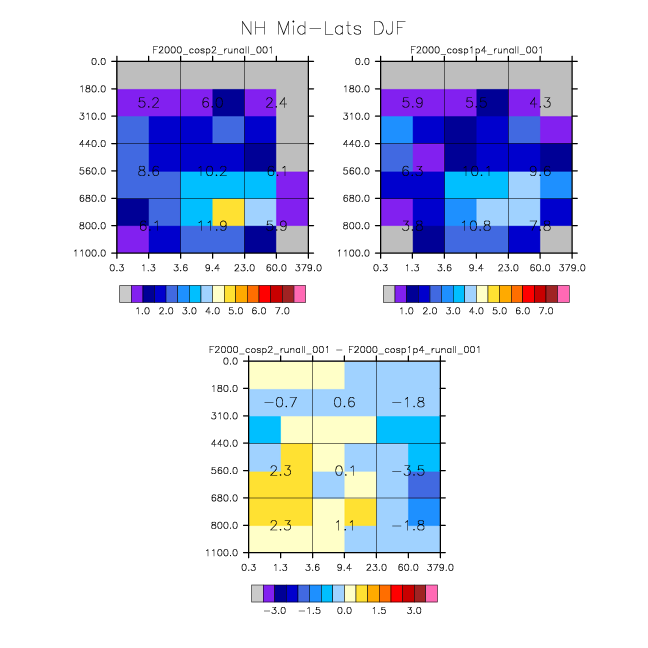 NH Mid-Lats DJF
F2000_cosp2_runall_001
F2000_cosp1p4_runall_001
0.0
180.0
310.0
440.0
560.0
680.0
800.0
1100.0
5.2 6.0 2.4
8.6 10.2 6.1
6.1 11.9 5.9
0.3 1.3 3.6 9.4 23.0 60.0 379.0
1.0 2.0 3.0 4.0 5.0 6.0 7.0
0.0
180.0
310.0
440.0
560.0
680.0
800.0
1100.0
5.9 5.5 4.3
6.3 10.1 9.6
3.8 10.8 7.8
0.3 1.3 3.6 9.4 23.0 60.0 379.0
1.0 2.0 3.0 4.0 5.0 6.0 7.0
F2000_cosp2_runall_001 - F2000_cosp1p4_runall_001
0.0
180.0
310.0
440.0
560.0
680.0
800.0
1100.0
-0.7 0.6 -1.8
2.3 0.1 -3.5
2.3 1.1 -1.8
0.3 1.3 3.6 9.4 23.0 60.0 379.0
-3.0 -1.5 0.0 1.5 3.0